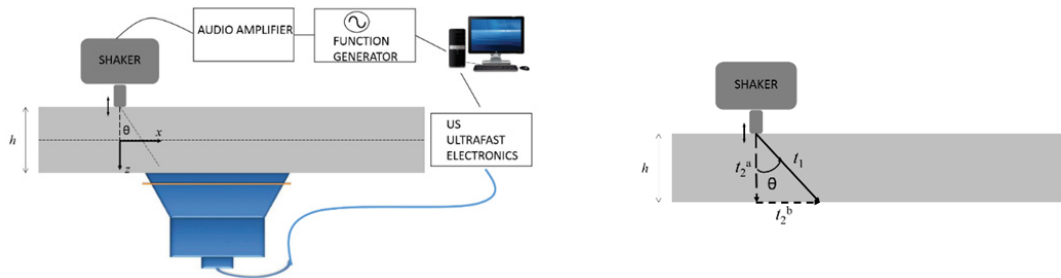 AUDIO AMPLIFIER
FUNCTION
GENERATOR
SHAKER
h
θ
x
z
US
ULTRAFAST
ELECTRONICS
SHAKER
h
t₂ᵃ
t₁
θ
t₂ᵇ